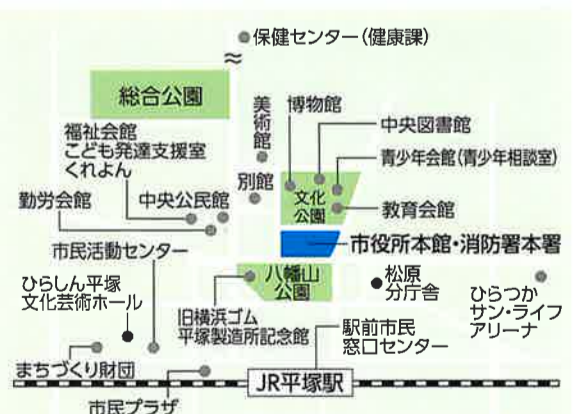 保健センター(健康課)
総合公園
美術館
博物館
中央図書館
福祉会館
こども発達支援室
くれよん
青少年会館(青少年相談室)
別館
文化
公園
勤労会館
中央公民館
教育会館
市役所本館・消防署本署
市民活動センター
八幡山
公園
松原
分庁舎
ひらしん平塚
文化芸術ホール
ひらつか
サン・ライフ
アリーナ
旧横浜ゴム
平塚製造所記念館
駅前市民
窓口センター
まちづくり財団
JR平塚駅
市民プラザ